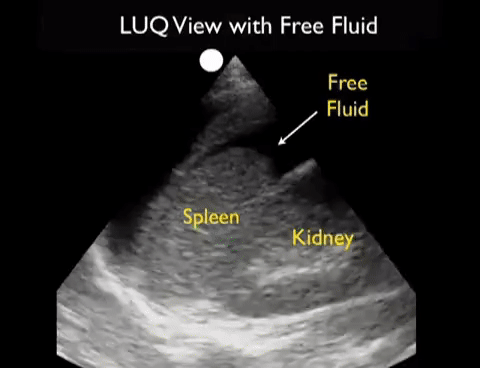 LUQ View with Free Fluid
Free
Fluid
Spleen
Kidney